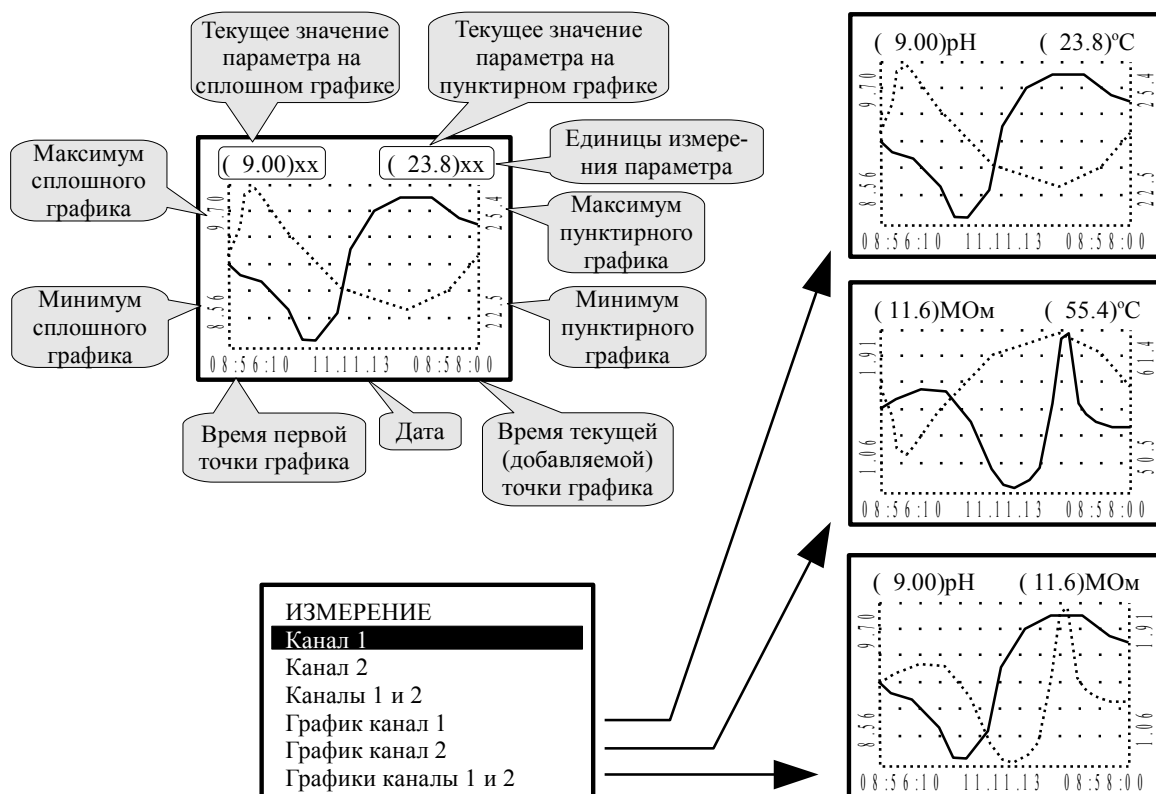 Текущее значение
параметра на
сплошном графике
Текущее значение
параметра на
пунктирном графике
Единицы измере-
ния параметра
Максимум
сплошного
графика
Максимум
пунктирного
графика
Минимум
сплошного
графика
Минимум
пунктирного
графика
( 9.00)xx ( 23.8)xx
9.70
25.4
8.56
22.5
08:56:10 11.11.13 08:58:00
Время первой
точки графика
Дата
Время текущей
(добавляемой)
точки графика
ИЗМЕРЕНИЕ
Канал 1
Канал 2
Каналы 1 и 2
График канал 1
График канал 2
Графики каналы 1 и 2
( 9.00)pH ( 23.8)°C
9.70
25.4
8.56
22.5
08:56:10 11.11.13 08:58:00
(11.6)МОм ( 55.4)°C
1.91
61.4
1.06
50.5
08:56:10 11.11.13 08:58:00
( 9.00)pH (11.6)МОм
9.70
1.91
8.56
1.06
08:56:10 11.11.13 08:58:00